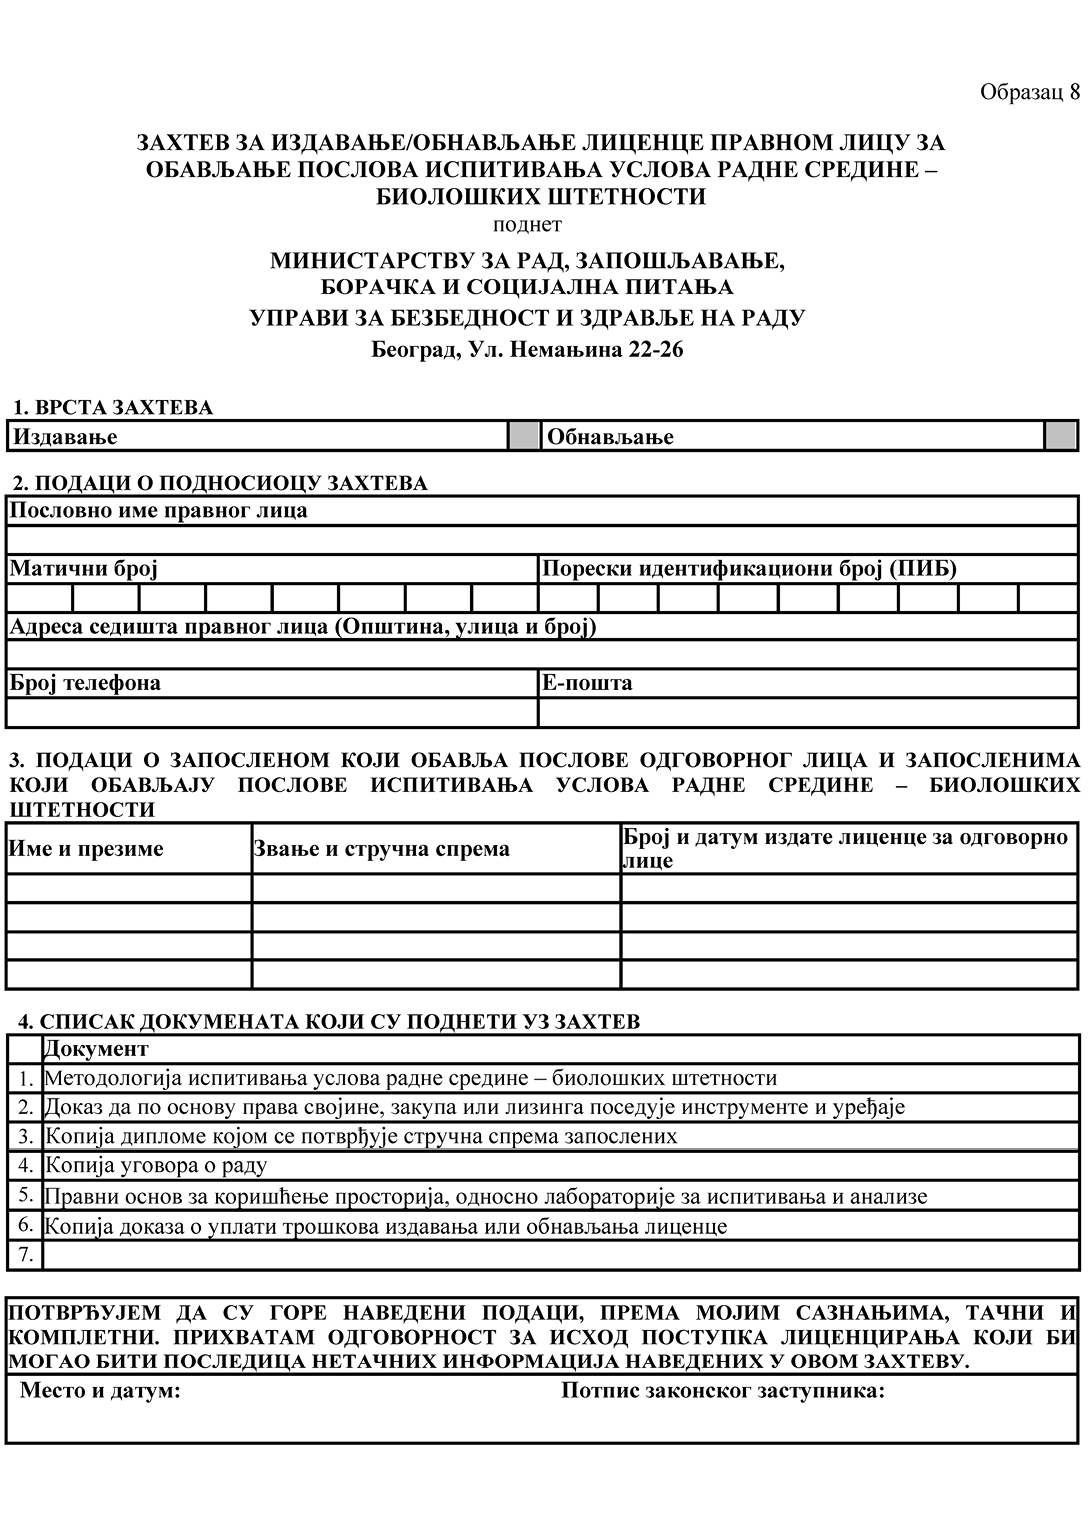 Образац 8
ЗАХТЕВ ЗА ИЗДАВАЊЕ/ОБНАВЉАЊЕ ЛИЦЕНЦЕ ПРАВНОМ ЛИЦУ ЗА
ОБАВЉАЊЕ ПОСЛОВА ИСПИТИВАЊА УСЛОВА РАДНЕ СРЕДИНЕ –
БИОЛОШКИХ ШТЕТНОСТИ
поднет
МИНИСТАРСТВУ ЗА РАД, ЗАПОШЉАВАЊЕ,
БОРАЧКА И СОЦИЈАЛНА ПИТАЊА
УПРАВИ ЗА БЕЗБЕДНОСТ И ЗДРАВЉЕ НА РАДУ
Београд, Ул. Немањина 22-26
1. ВРСТА ЗАХТЕВА
Издавање Обнављање
2. ПОДАЦИ О ПОДНОСИОЦУ ЗАХТЕВА
Пословно име правног лица
Матични број Порески идентификациони број (ПИБ)
Адреса седишта правног лица (Општина, улица и број)
Број телефона Е-пошта
3. ПОДАЦИ О ЗАПОСЛЕНОМ КОЈИ ОБАВЉА ПОСЛОВЕ ОДГОВОРНОГ ЛИЦА И ЗАПОСЛЕНИМА
КОЈИ ОБАВЉАЈУ ПОСЛОВЕ ИСПИТИВАЊА УСЛОВА РАДНЕ СРЕДИНЕ – БИОЛОШКИХ
ШТЕТНОСТИ
Име и презиме Звање и стручна спрема Број и датум издате лиценце за одговорно
лице
4. СПИСАК ДОКУМЕНАТА КОЈИ СУ ПОДНЕТИ УЗ ЗАХТЕВ
Документ
1. Методологија испитивања услова радне средине – биолошких штетности
2. Доказ да по основу права својине, закупа или лизинга поседује инструменте и уређаје
3. Копија дипломе којом се потврђује стручна спрема запослених
4. Копија уговора о раду
5. Правни основ за коришћење просторија, односно лабораторије за испитивања и анализе
6. Копија доказа о уплати трошкова издавања или обнављања лиценце
7.
ПОТВРЂУЈЕМ ДА СУ ГОРЕ НАВЕДЕНИ ПОДАЦИ, ПРЕМА МОЈИМ САЗНАЊИМА, ТАЧНИ И
КОМПЛЕТНИ. ПРИХВАТАМ ОДГОВОРНОСТ ЗА ИСХОД ПОСТУПКА ЛИЦЕНЦИРАЊА КОЈИ БИ
МОГАО БИТИ ПОСЛЕДИЦА НЕТАЧНИХ ИНФОРМАЦИЈА НАВЕДЕНИХ У ОВОМ ЗАХТЕВУ.
Место и датум: Потпис законског заступника: